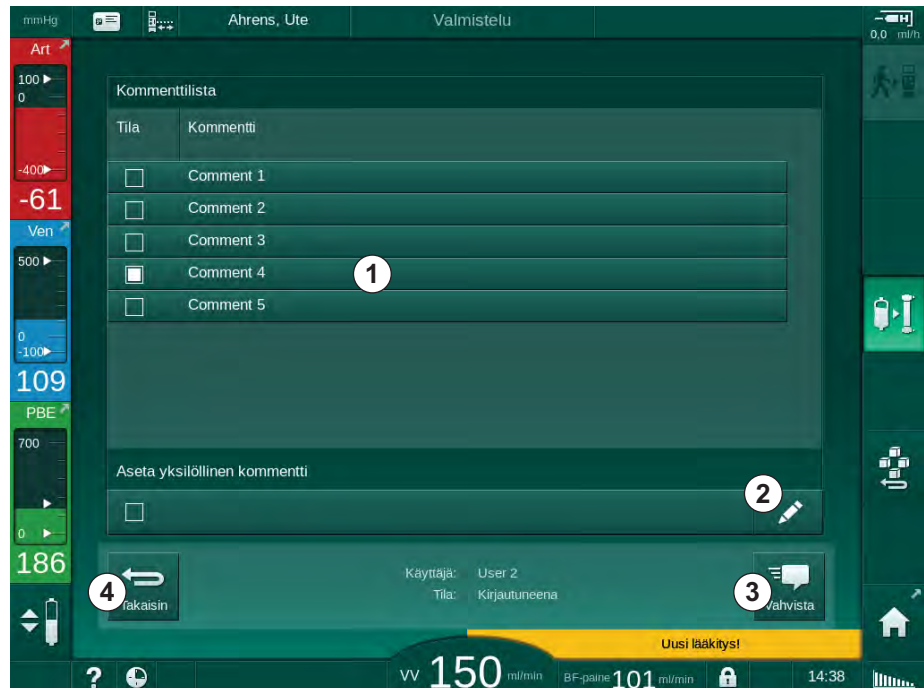 mmHg
Ahrens, Ute
Valmistelu
0,0 ml/h
Art
100
0
-400
-61
Ven
500
0
-100
109
PBE
700
0
186
Kommenttilista
Tila Kommentti
Comment 1
Comment 2
Comment 3
Comment 4
1
Comment 5
Aseta yksilöllinen kommentti
2
Käyttäjä: User 2
Tila: Kirjautuneena
4
Takaisin
3
Vahvista
Uusi lääkitys!
?
VV 150 ml/min
BF-paine 101 ml/min
14:38